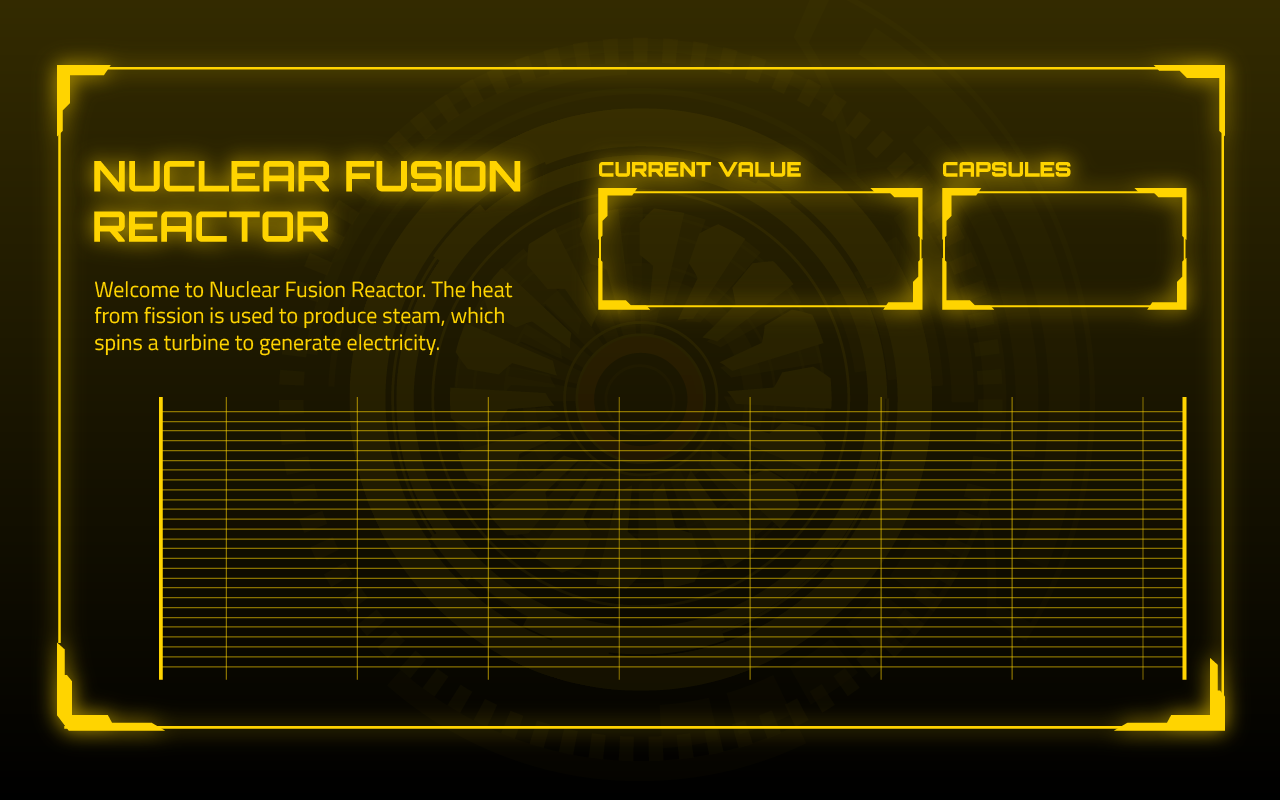 NUCLEAR FUSION
REACTOR
Welcome to Nuclear Fusion Reactor. The heat
from fission is used to produce steam, which
spins a turbine to generate electricity.
CURRENT VALUE
CAPSULES